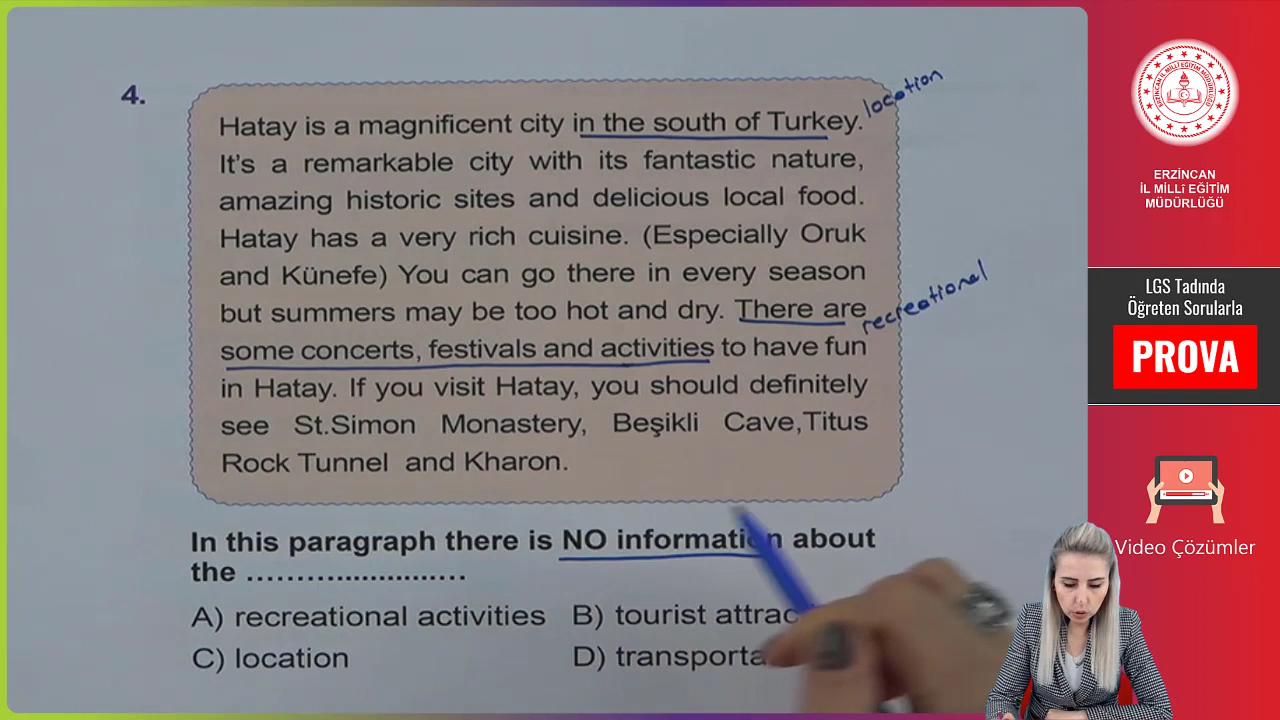 4.
Hatay is a magnificent city in the south of Turkey.
location
It's a remarkable city with its fantastic nature,
amazing historic sites and delicious local food.
Hatay has a very rich cuisine. (Especially Oruk
and Künefe) You can go there in every season
but summers may be too hot and dry. There are
recreational
some concerts, festivals and activities to have fun
in Hatay. If you visit Hatay, you should definitely
see St.Simon Monastery, Beşikli Cave,Titus
Rock Tunnel and Kharon.
In this paragraph there is NO information about
the ……….................
A) recreational activities B) tourist
C) location D)
ERZİNCAN
İL MİLLî EĞİTİM
MÜDÜRLÜĞÜ
LGS Tadında
Öğreten Sorularla
PROVA
Video Çözümler